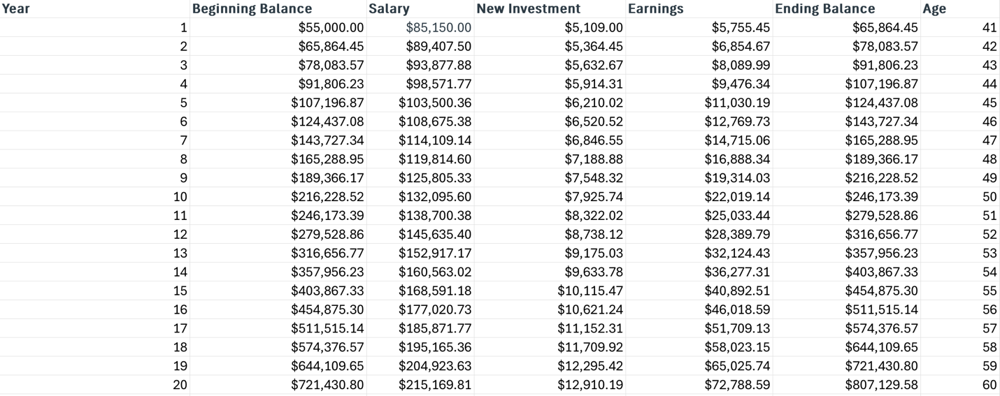 Year Beginning Balance Salary New Investment Earnings Ending Balance Age
1 $55,000.00 $85,150.00 $5,109.00 $5,755.45 $65,864.45 41
2 $65,864.45 $89,407.50 $5,364.45 $6,854.67 $78,083.57 42
3 $78,083.57 $93,877.88 $5,632.67 $8,089.99 $91,806.23 43
4 $91,806.23 $98,571.77 $5,914.31 $9,476.34 $107,196.87 44
5 $107,196.87 $103,500.36 $6,210.02 $11,030.19 $124,437.08 45
6 $124,437.08 $108,675.38 $6,520.52 $12,769.73 $143,727.34 46
7 $143,727.34 $114,109.14 $6,846.55 $14,715.06 $165,288.95 47
8 $165,288.95 $119,814.60 $7,188.88 $16,888.34 $189,366.17 48
9 $189,366.17 $125,805.33 $7,548.32 $19,314.03 $216,228.52 49
10 $216,228.52 $132,095.60 $7,925.74 $22,019.14 $246,173.39 50
11 $246,173.39 $138,700.38 $8,322.02 $25,033.44 $279,528.86 51
12 $279,528.86 $145,635.40 $8,738.12 $28,389.79 $316,656.77 52
13 $316,656.77 $152,917.17 $9,175.03 $32,124.43 $357,956.23 53
14 $357,956.23 $160,563.02 $9,633.78 $36,277.31 $403,867.33 54
15 $403,867.33 $168,591.18 $10,115.47 $40,892.51 $454,875.30 55
16 $454,875.30 $177,020.73 $10,621.24 $46,018.59 $511,515.14 56
17 $511,515.14 $185,871.77 $11,152.31 $51,709.13 $574,376.57 57
18 $574,376.57 $195,165.36 $11,709.92 $58,023.15 $644,109.65 58
19 $644,109.65 $204,923.63 $12,295.42 $65,025.74 $721,430.80 59
20 $721,430.80 $215,169.81 $12,910.19 $72,788.59 $807,129.58 60